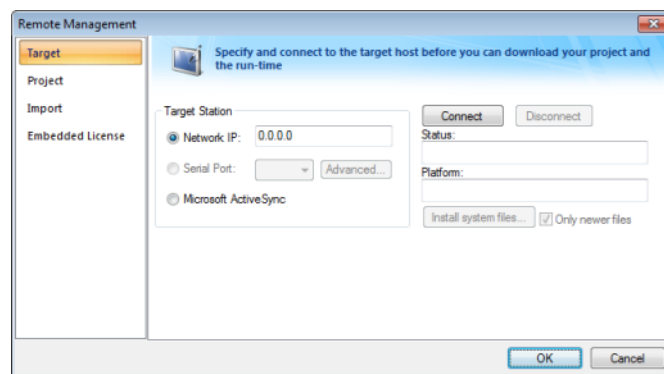 Remote Management
Target
Project
Import
Embedded License
Specify and connect to the target host before you can download your project and
the run-time
Target Station
Network IP: 0.0.0.0
Serial Port: Advanced...
Microsoft ActiveSync
Connect Disconnect
Status:
Platform:
Install system files... Only newer files
OK Cancel